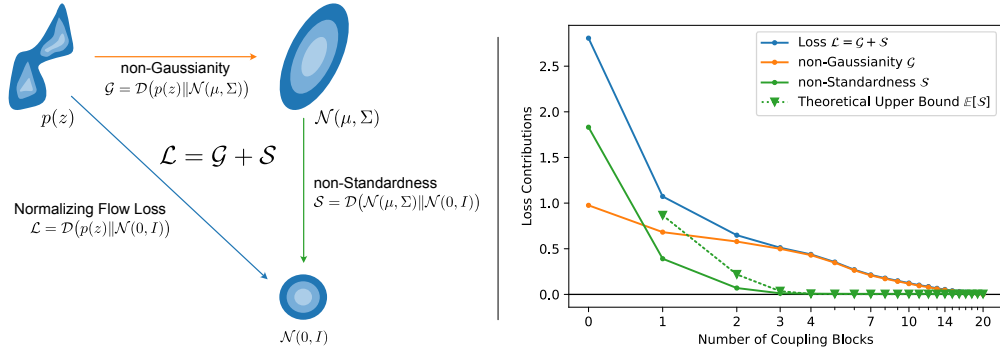 p(z)
non-Gaussianity
𝒢 = 𝒟(p(z)‖𝒩(μ, Σ))
𝒩(μ, Σ)
ℒ = 𝒢 + 𝒮
non-Standardness
𝒮 = 𝒟(𝒩(μ, Σ)‖𝒩(0, I))
Normalizing Flow Loss
ℒ = 𝒟(p(z)‖𝒩(0, I))
𝒩(0, I)
Loss ℒ = 𝒢 + 𝒮
non-Gaussianity 𝒢
non-Standardness 𝒮
Theoretical Upper Bound 𝔼[𝒮]
Loss Contributions
2.5
2.0
1.5
1.0
0.5
0.0
0 1 2 3 4 7 10 14 20
Number of Coupling Blocks